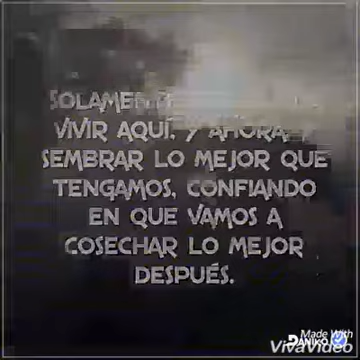 VIVIR AQUÍ, Y AHORA Y
SEMBRAR LO MEJOR QUE
TENGAMOS, CONFIANDO
EN QUE VAMOS A
COSECHAR LO MEJOR
DESPUÉS.
DANIKO
Made With
VivaVideo